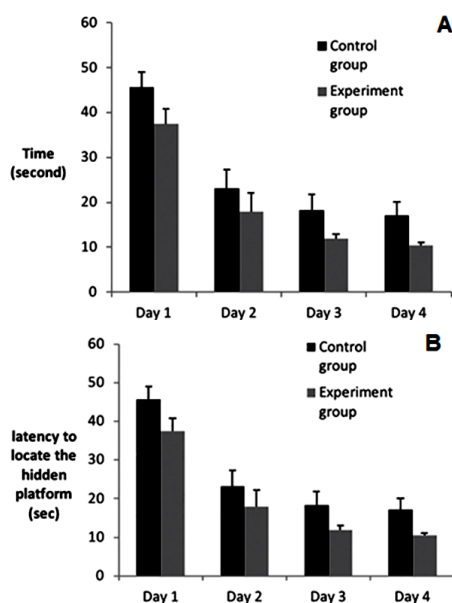 A
60
50
40
30
20
10
0
Time
(second)
Control
group
Experiment
group
Day 1 Day 2 Day 3 Day 4
B
60
50
40
30
20
10
0
latency to
locate the
hidden
platform
(sec)
Control
group
Experiment
group
Day 1 Day 2 Day 3 Day 4